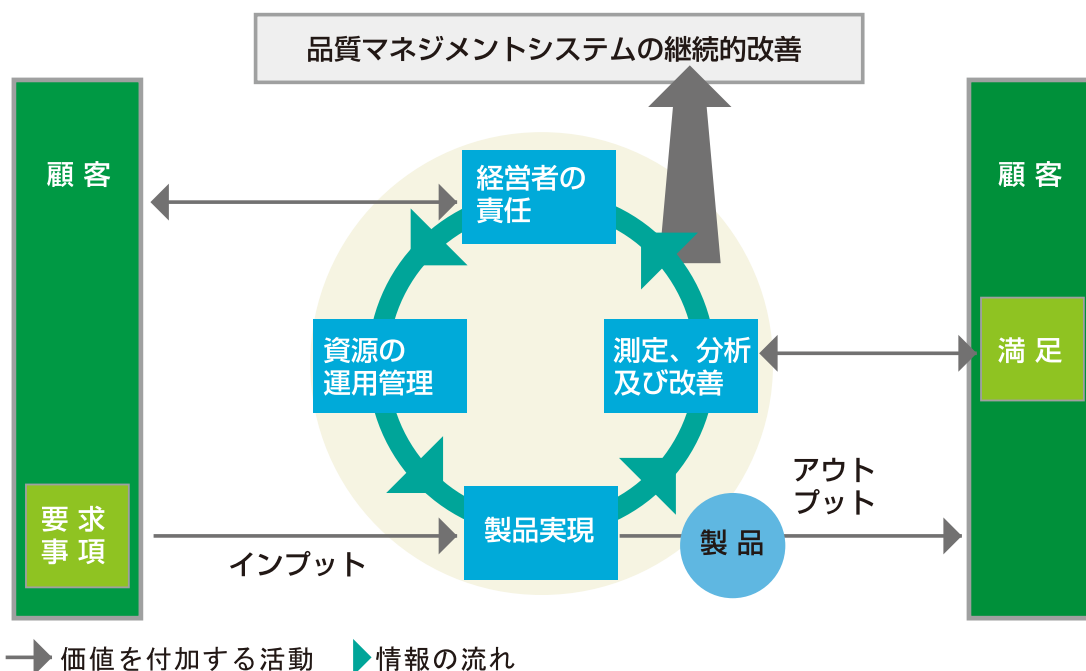 品質マネジメントシステムの継続的改善
顧客
顧客
経営者の
責任
資源の
運用管理
測定、分析
及び改善
満足
アウト
プット
要求
事項
製品実現
製品
インプット
価値を付加する活動
情報の流れ